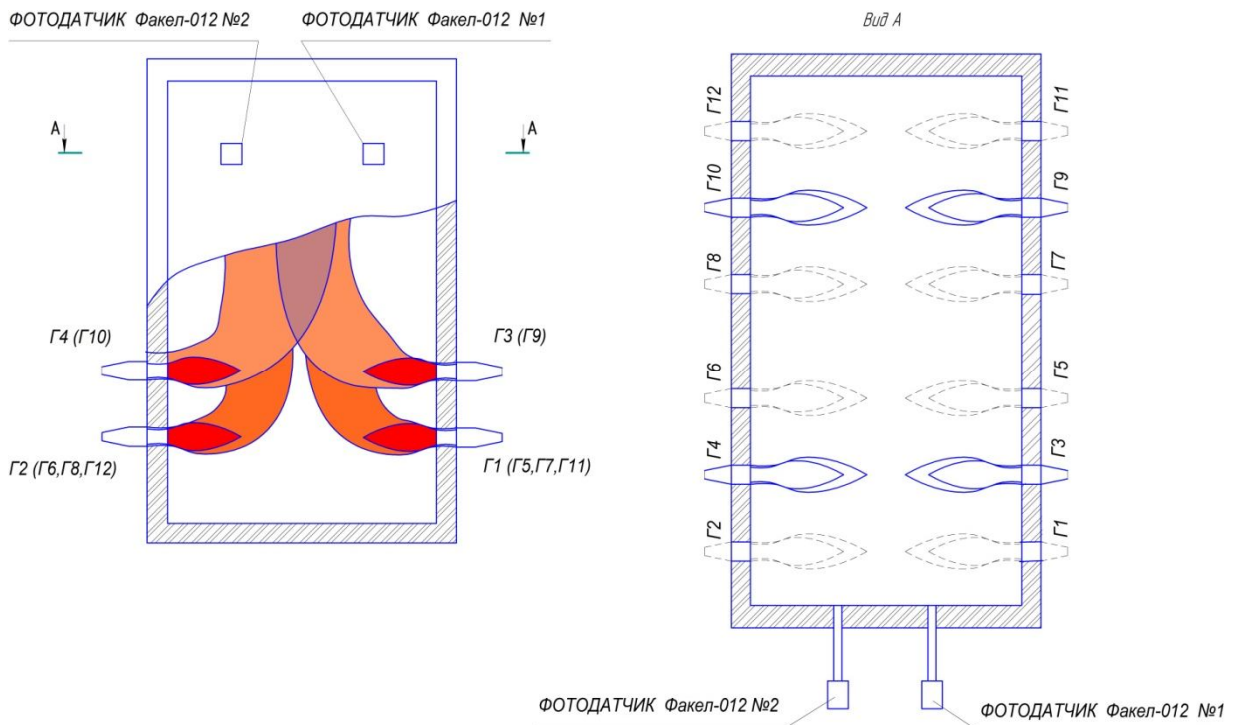 ФОТОДАТЧИК Факел-012 №2
ФОТОДАТЧИК Факел-012 №1
А
А
Г4 (Г10)
Г3 (Г9)
Г2 (Г6,Г8,Г12)
Г1 (Г5,Г7,Г11)
Вид А
Г12
Г11
Г10
Г9
Г8
Г7
Г6
Г5
Г4
Г3
Г2
Г1
ФОТОДАТЧИК Факел-012 №2
ФОТОДАТЧИК Факел-012 №1